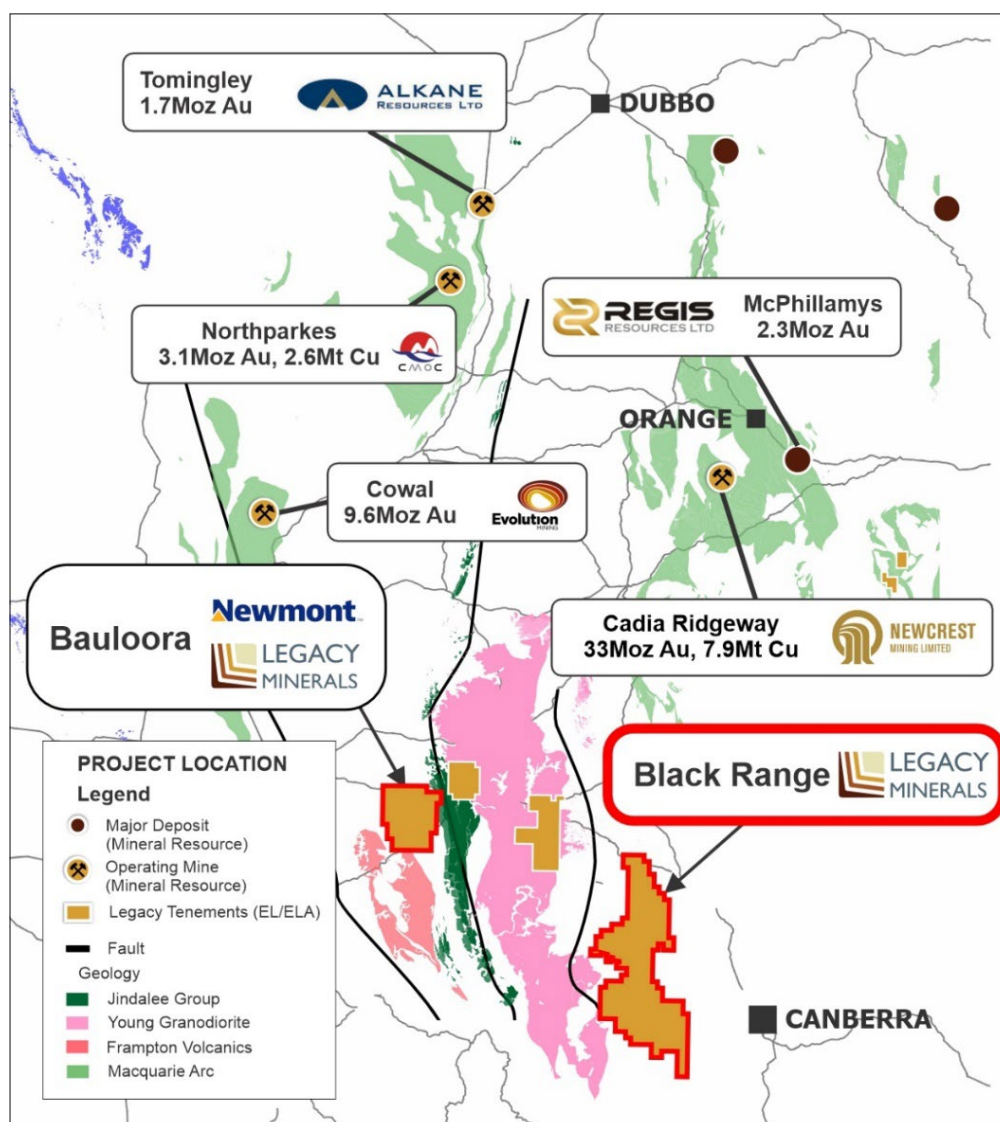 Tomingley
1.7Moz Au
ALKANE
RESOURCES LTD
DUBBO
Northparkes
3.1Moz Au, 2.6Mt Cu
CMOC
REGIS
RESOURCES LTD
McPhillamys
2.3Moz Au
ORANGE
Cowal
9.6Moz Au
Evolution
MINING
Bauloora
Newmont™
LEGACY
MINERALS
Cadia Ridgeway
33Moz Au, 7.9Mt Cu
NEWCREST
MINING LIMITED
Black Range
LEGACY
MINERALS
PROJECT LOCATION
Legend
Major Deposit
(Mineral Resource)
Operating Mine
(Mineral Resource)
Legacy Tenements (EL/ELA)
Fault
Geology
Jindalee Group
Young Granodiorite
Frampton Volcanics
Macquarie Arc
CANBERRA